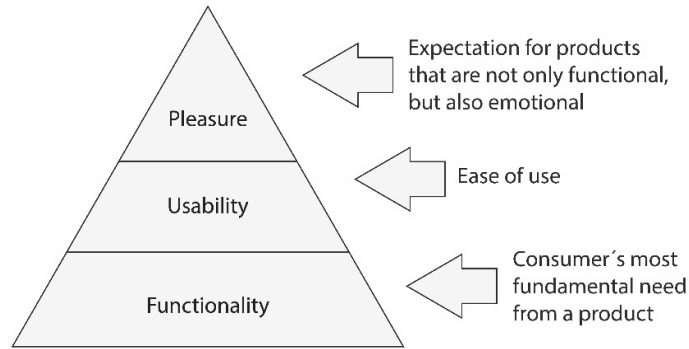 Expectation for products
that are not only functional,
but also emotional
Pleasure
Ease of use
Usability
Consumer´s most
fundamental need
from a product
Functionality